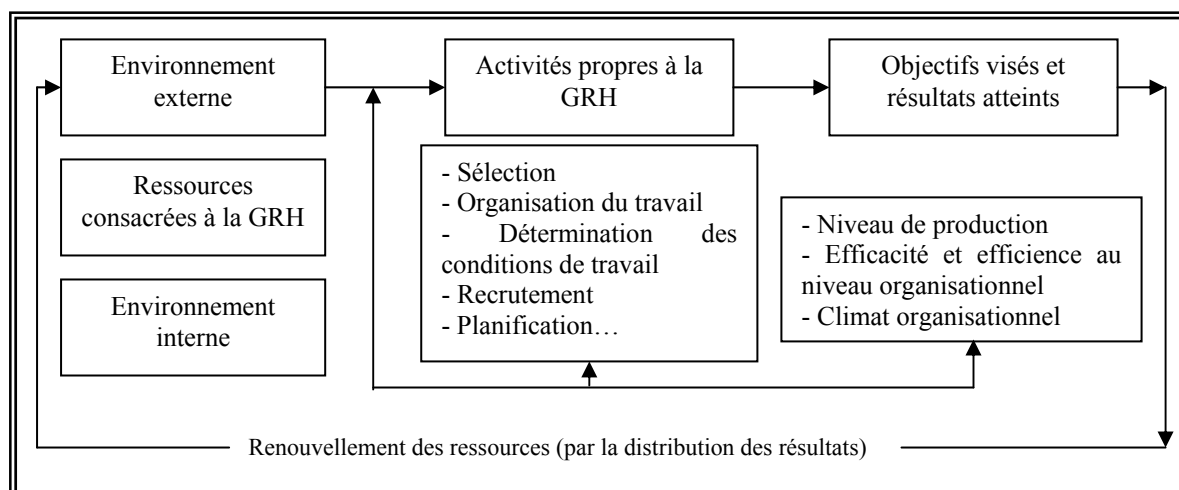 Environnement
externe
Activités propres à la
GRH
Objectifs visés et
résultats atteints
Ressources
consacrées à la GRH
Environnement
interne
- Sélection
- Organisation du travail
- Détermination des
conditions de travail
- Recrutement
- Planification…
- Niveau de production
- Efficacité et efficience au
niveau organisationnel
- Climat organisationnel
Renouvellement des ressources (par la distribution des résultats)